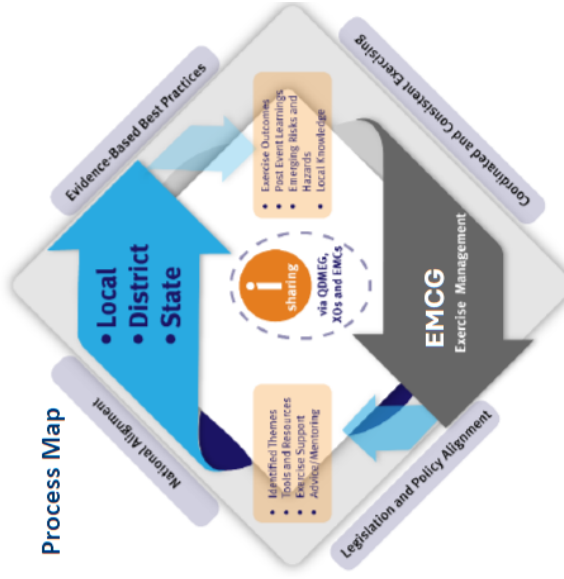 Process Map
National Alignment
Evidence-Based Best Practices
• Local
• District
• State
• Identified Themes
• Tools and Resources
• Exercise Support
• Advice/Mentoring
i
sharing
via QDMEG,
XOs and EMCs
• Exercise Outcomes
• Post Event Learnings
• Emerging Risks and
Hazards
• Local Knowledge
EMCG
Exercise Management
Legislation and Policy Alignment
Coordinated and Consistent Exercising